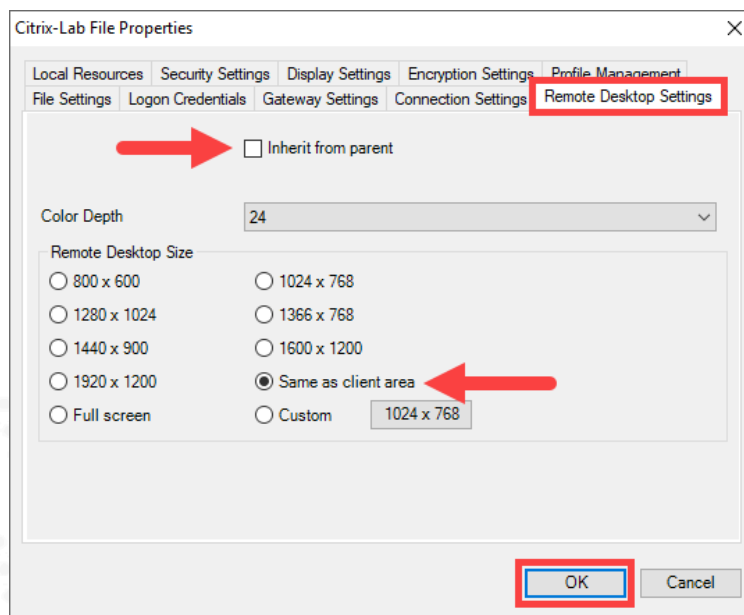 Citrix-Lab File Properties
Local Resources Security Settings Display Settings Encryption Settings Profile Management
File Settings Logon Credentials Gateway Settings Connection Settings Remote Desktop Settings
Inherit from parent
Color Depth 24
Remote Desktop Size
800 x 600 1024 x 768
1280 x 1024 1366 x 768
1440 x 900 1600 x 1200
1920 x 1200 Same as client area
Full screen Custom 1024 x 768
OK Cancel